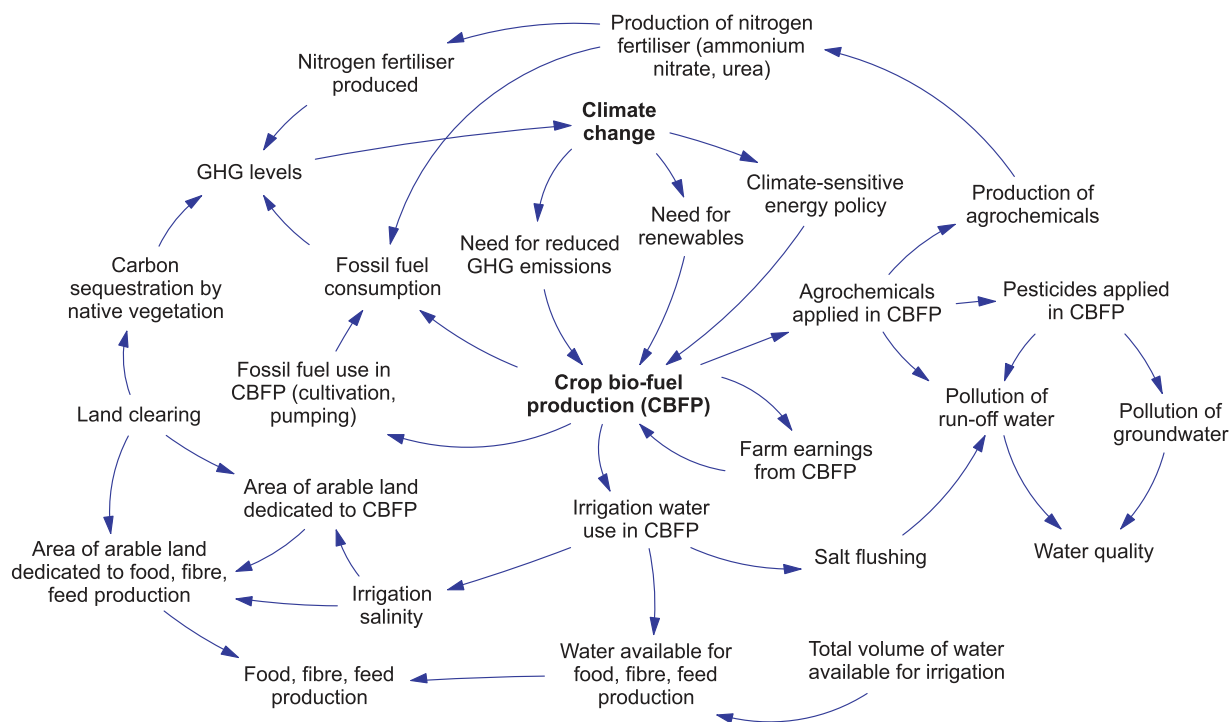 Production of nitrogen
fertiliser (ammonium
nitrate, urea)
Nitrogen fertiliser
produced
Climate
change
GHG levels
Climate-sensitive
energy policy
Production of
agrochemicals
Need for
renewables
Need for reduced
GHG emissions
Carbon
sequestration by
native vegetation
Fossil fuel
consumption
Agrochemicals
applied in CBFP
Pesticides applied
in CBFP
Fossil fuel use in
CBFP (cultivation,
pumping)
Crop bio-fuel
production (CBFP)
Land clearing
Pollution of
run-off water
Pollution of
groundwater
Farm earnings
from CBFP
Area of arable land
dedicated to CBFP
Irrigation water
use in CBFP
Area of arable land
dedicated to food, fibre,
feed production
Salt flushing
Water quality
Irrigation
salinity
Food, fibre, feed
production
Water available for
food, fibre, feed
production
Total volume of water
available for irrigation